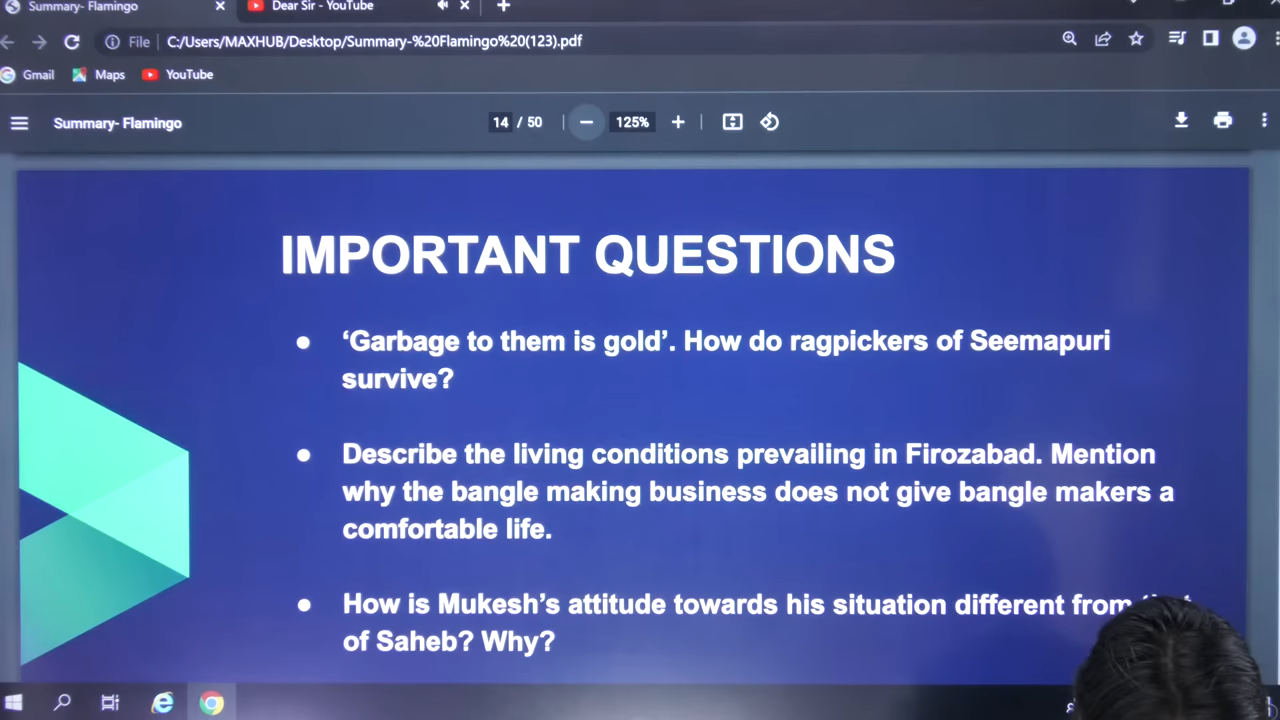 Summary- Flamingo
Dear Sir - YouTube
File C:/Users/MAXHUB/Desktop/Summary-%20Flamingo%20(123).pdf
Gmail Maps YouTube
Summary- Flamingo 14 / 50 125%
IMPORTANT QUESTIONS
• ‘Garbage to them is gold’. How do ragpickers of Seemapuri
survive?
• Describe the living conditions prevailing in Firozabad. Mention
why the bangle making business does not give bangle makers a
comfortable life.
• How is Mukesh’s attitude towards his situation different from
of Saheb? Why?